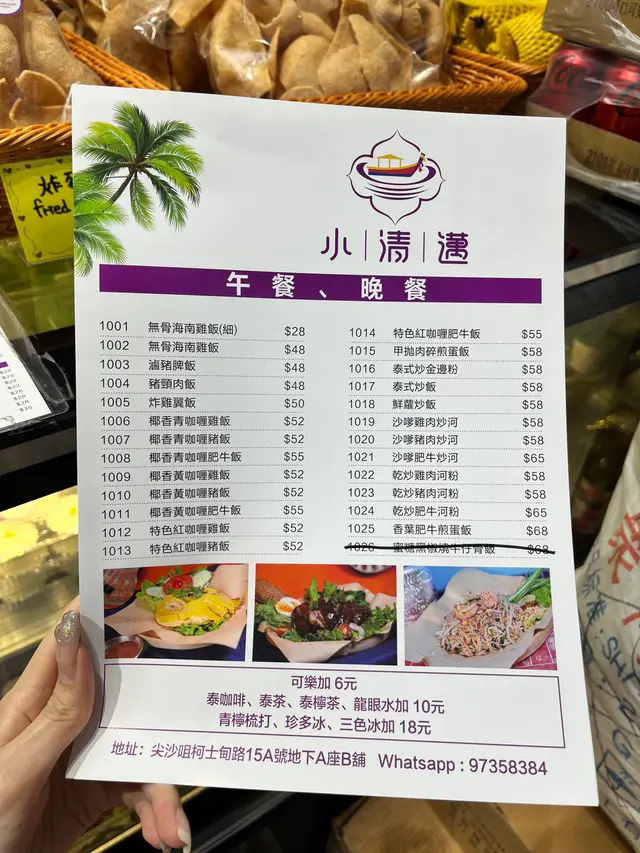 小清邁
午餐、晚餐
1001 無骨海南雞飯(細) $28
1002 無骨海南雞飯 $48
1003 滷豬脾飯 $48
1004 豬頸肉飯 $48
1005 炸雞翼飯 $50
1006 椰香青咖喱雞飯 $52
1007 椰香青咖喱豬飯 $52
1008 椰香青咖喱肥牛飯 $55
1009 椰香黃咖喱雞飯 $52
1010 椰香黃咖喱豬飯 $52
1011 椰香黃咖喱肥牛飯 $55
1012 特色紅咖喱雞飯 $52
1013 特色紅咖喱豬飯 $52
1014 特色紅咖喱肥牛飯 $55
1015 甲拋肉碎煎蛋飯 $58
1016 泰式炒金邊粉 $58
1017 泰式炒飯 $58
1018 鮮蘿炒飯 $58
1019 沙嗲雞肉炒河 $58
1020 沙嗲豬肉炒河 $58
1021 沙嗲肥牛炒河 $65
1022 乾炒雞肉河粉 $58
1023 乾炒豬肉河粉 $58
1024 乾炒肥牛河粉 $65
1025 香葉肥牛煎蛋飯 $68
1026 蜜糖黑椒燒牛仔骨飯 $68
可樂加 6元
泰咖啡、泰茶、泰檸茶、龍眼水加 10元
青檸梳打、珍多冰、三色冰加 18元
地址：尖沙咀柯士甸路15A號地下A座B舖 Whatsapp : 97358384
炸
fried